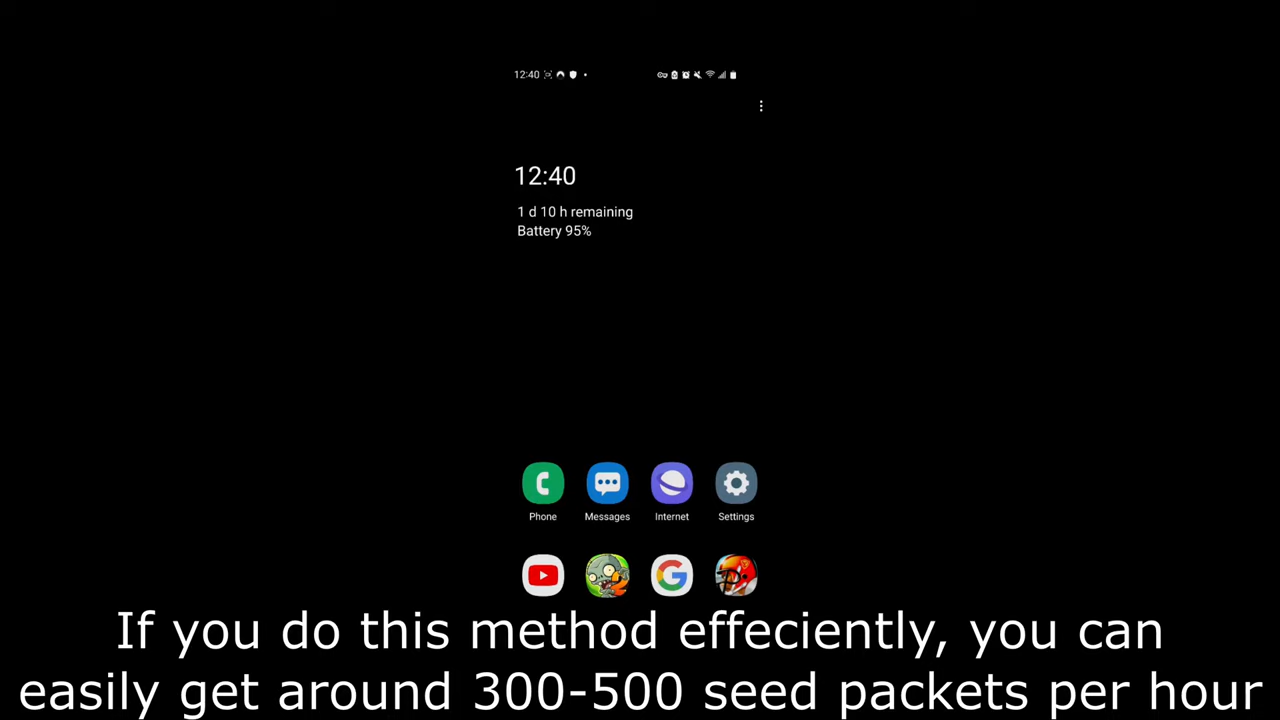 12:40
12:40
1 d 10 h remaining
Battery 95%
Phone Messages Internet Settings
If you do this method effeciently, you can
easily get around 300-500 seed packets per hour